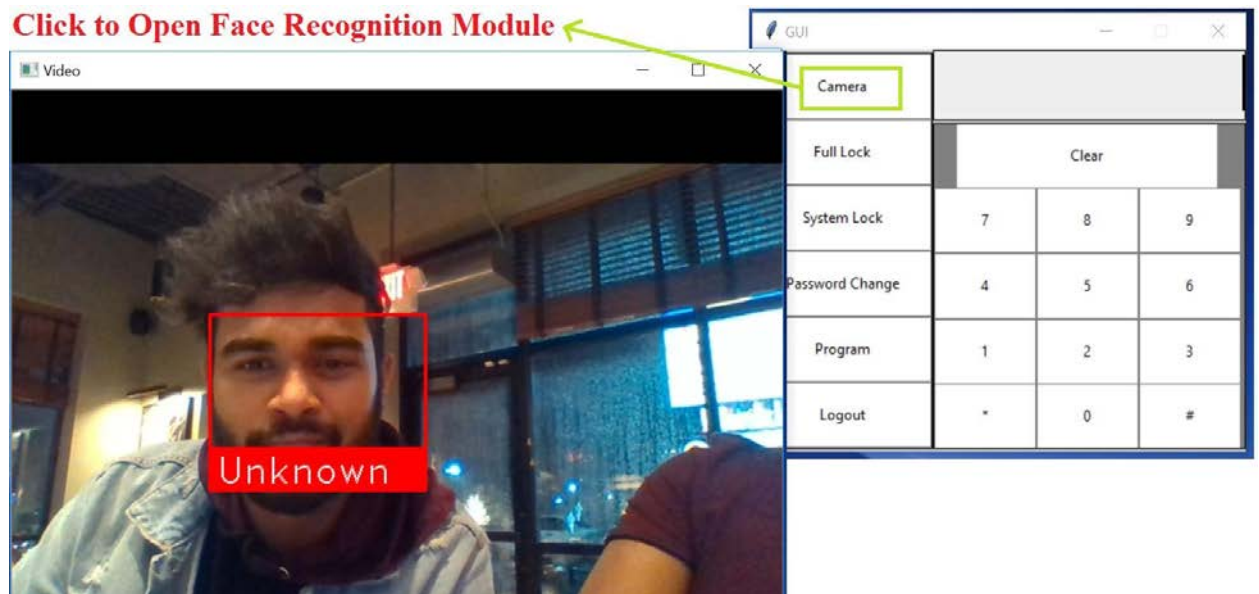 Click to Open Face Recognition Module
GUI
Video
Camera
Full Lock
Clear
System Lock
7 8 9
Password Change
4 5 6
Program
1 2 3
Logout
* 0 #
Unknown